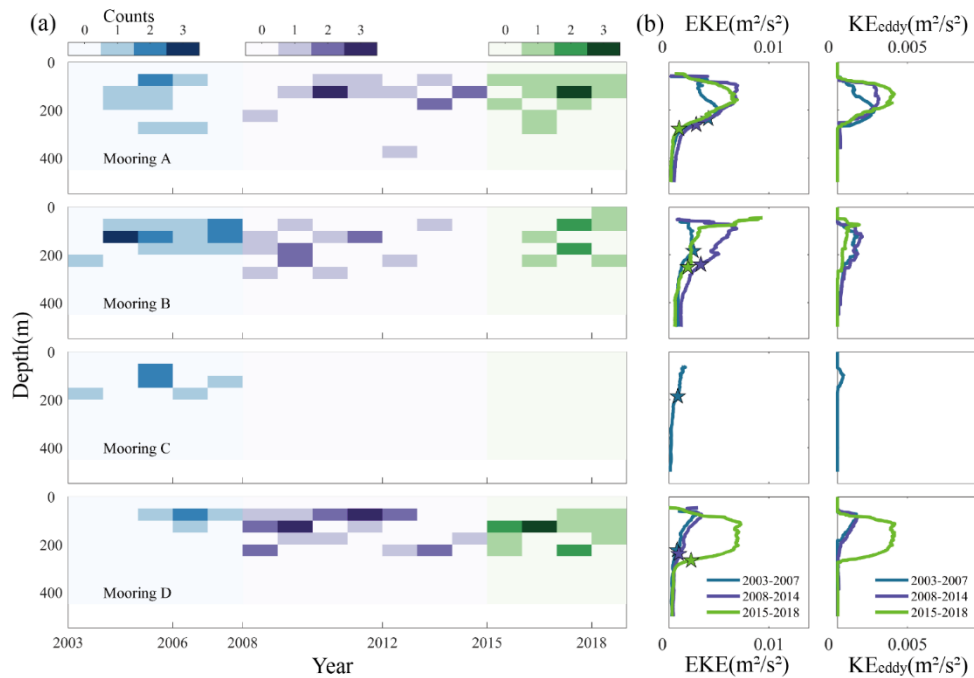 (a)
Counts
0 1 2 3
0 1 2 3
0 1 2 3
(b)
EKE(m²/s²)
KEeddy(m²/s²)
0 0.01
0 0.005
0
200
400
Mooring A
0
200
400
Mooring B
0
200
400
Mooring C
0
200
400
Mooring D
Depth(m)
2003 2006 2008 2012 2015 2018
Year
2003-2007
2008-2014
2015-2018
2003-2007
2008-2014
2015-2018
0 0.01
0 0.005
EKE(m²/s²)
KEeddy(m²/s²)